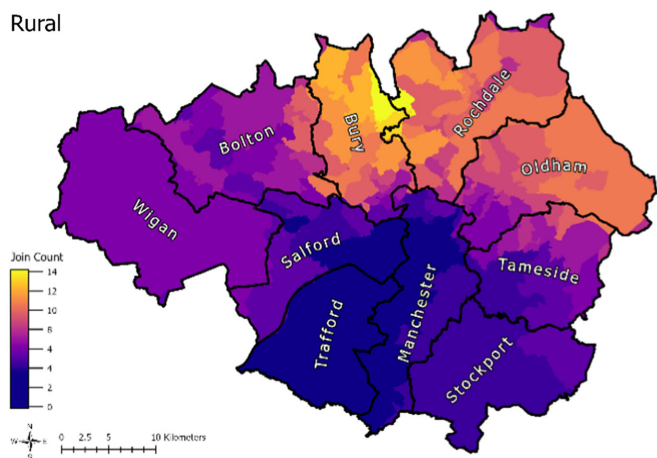 Rural
Bury
Rochdale
Bolton
Oldham
Wigan
Salford
Tameside
Manchester
Trafford
Stockport
Join Count
14
12
10
8
6
4
2
0
N
W E
S
0 2.5 5 10 Kilometers